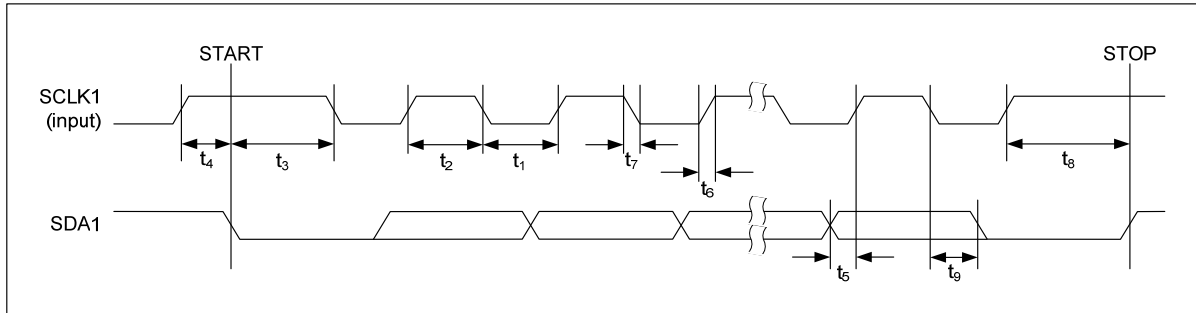 START
STOP
SCLK1
(input)
t4
t3
t2
t1
t7
t6
t8
SDA1
t5
t9